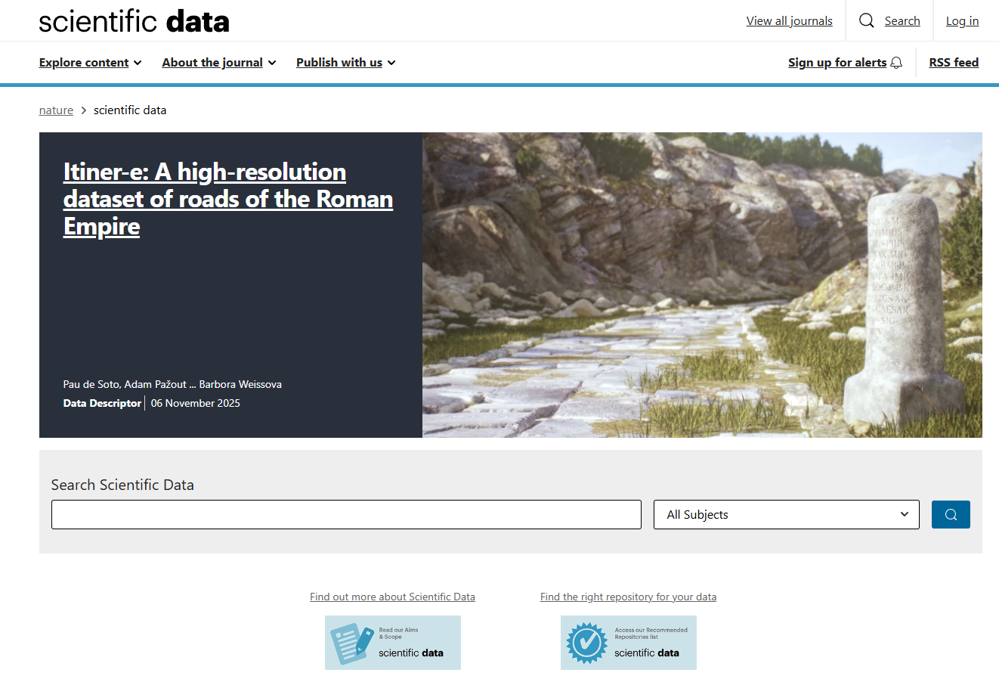 scientific data
View all journals
Search
Log in
Explore content
About the journal
Publish with us
Sign up for alerts
RSS feed
nature
scientific data
Itiner-e: A high-resolution
dataset of roads of the Roman
Empire
Pau de Soto, Adam Pažout ... Barbora Weissova
Data Descriptor
06 November 2025
CAESAR
Search Scientific Data
All Subjects
Find out more about Scientific Data
Find the right repository for your data
Read our Aims
& Scope
scientific data
Access our Recommended
Repositories list
scientific data